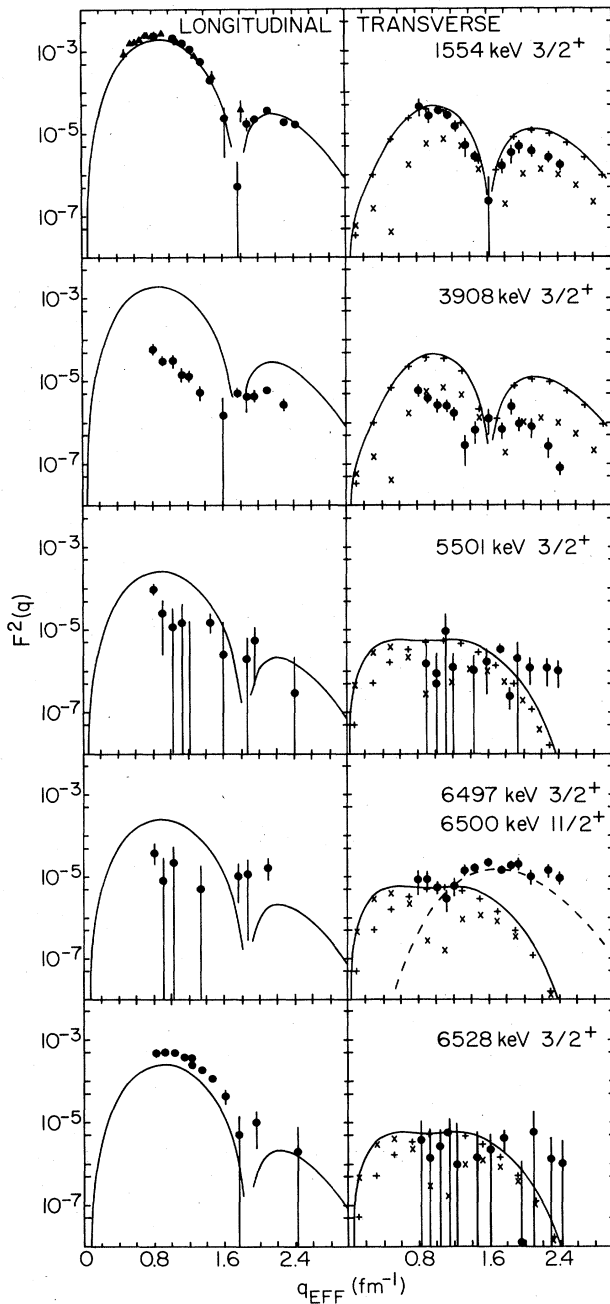 LONGITUDINAL TRANSVERSE
10⁻³ 1554 keV 3/2⁺
10⁻⁵
10⁻⁷
10⁻³ 3908 keV 3/2⁺
10⁻⁵
10⁻⁷
5501 keV 3/2⁺
10⁻³
10⁻⁵
10⁻⁷
F²(q)
6497 keV 3/2⁺
10⁻³ 6500 keV 11/2⁺
10⁻⁵
10⁻⁷
10⁻³ 6528 keV 3/2⁺
10⁻⁵
10⁻⁷
0 0.8 1.6 2.4 0.8 1.6 2.4
q_EFF (fm⁻¹)